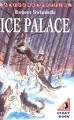 Robert Swindells
ICE PALACE
STORY
BOOK